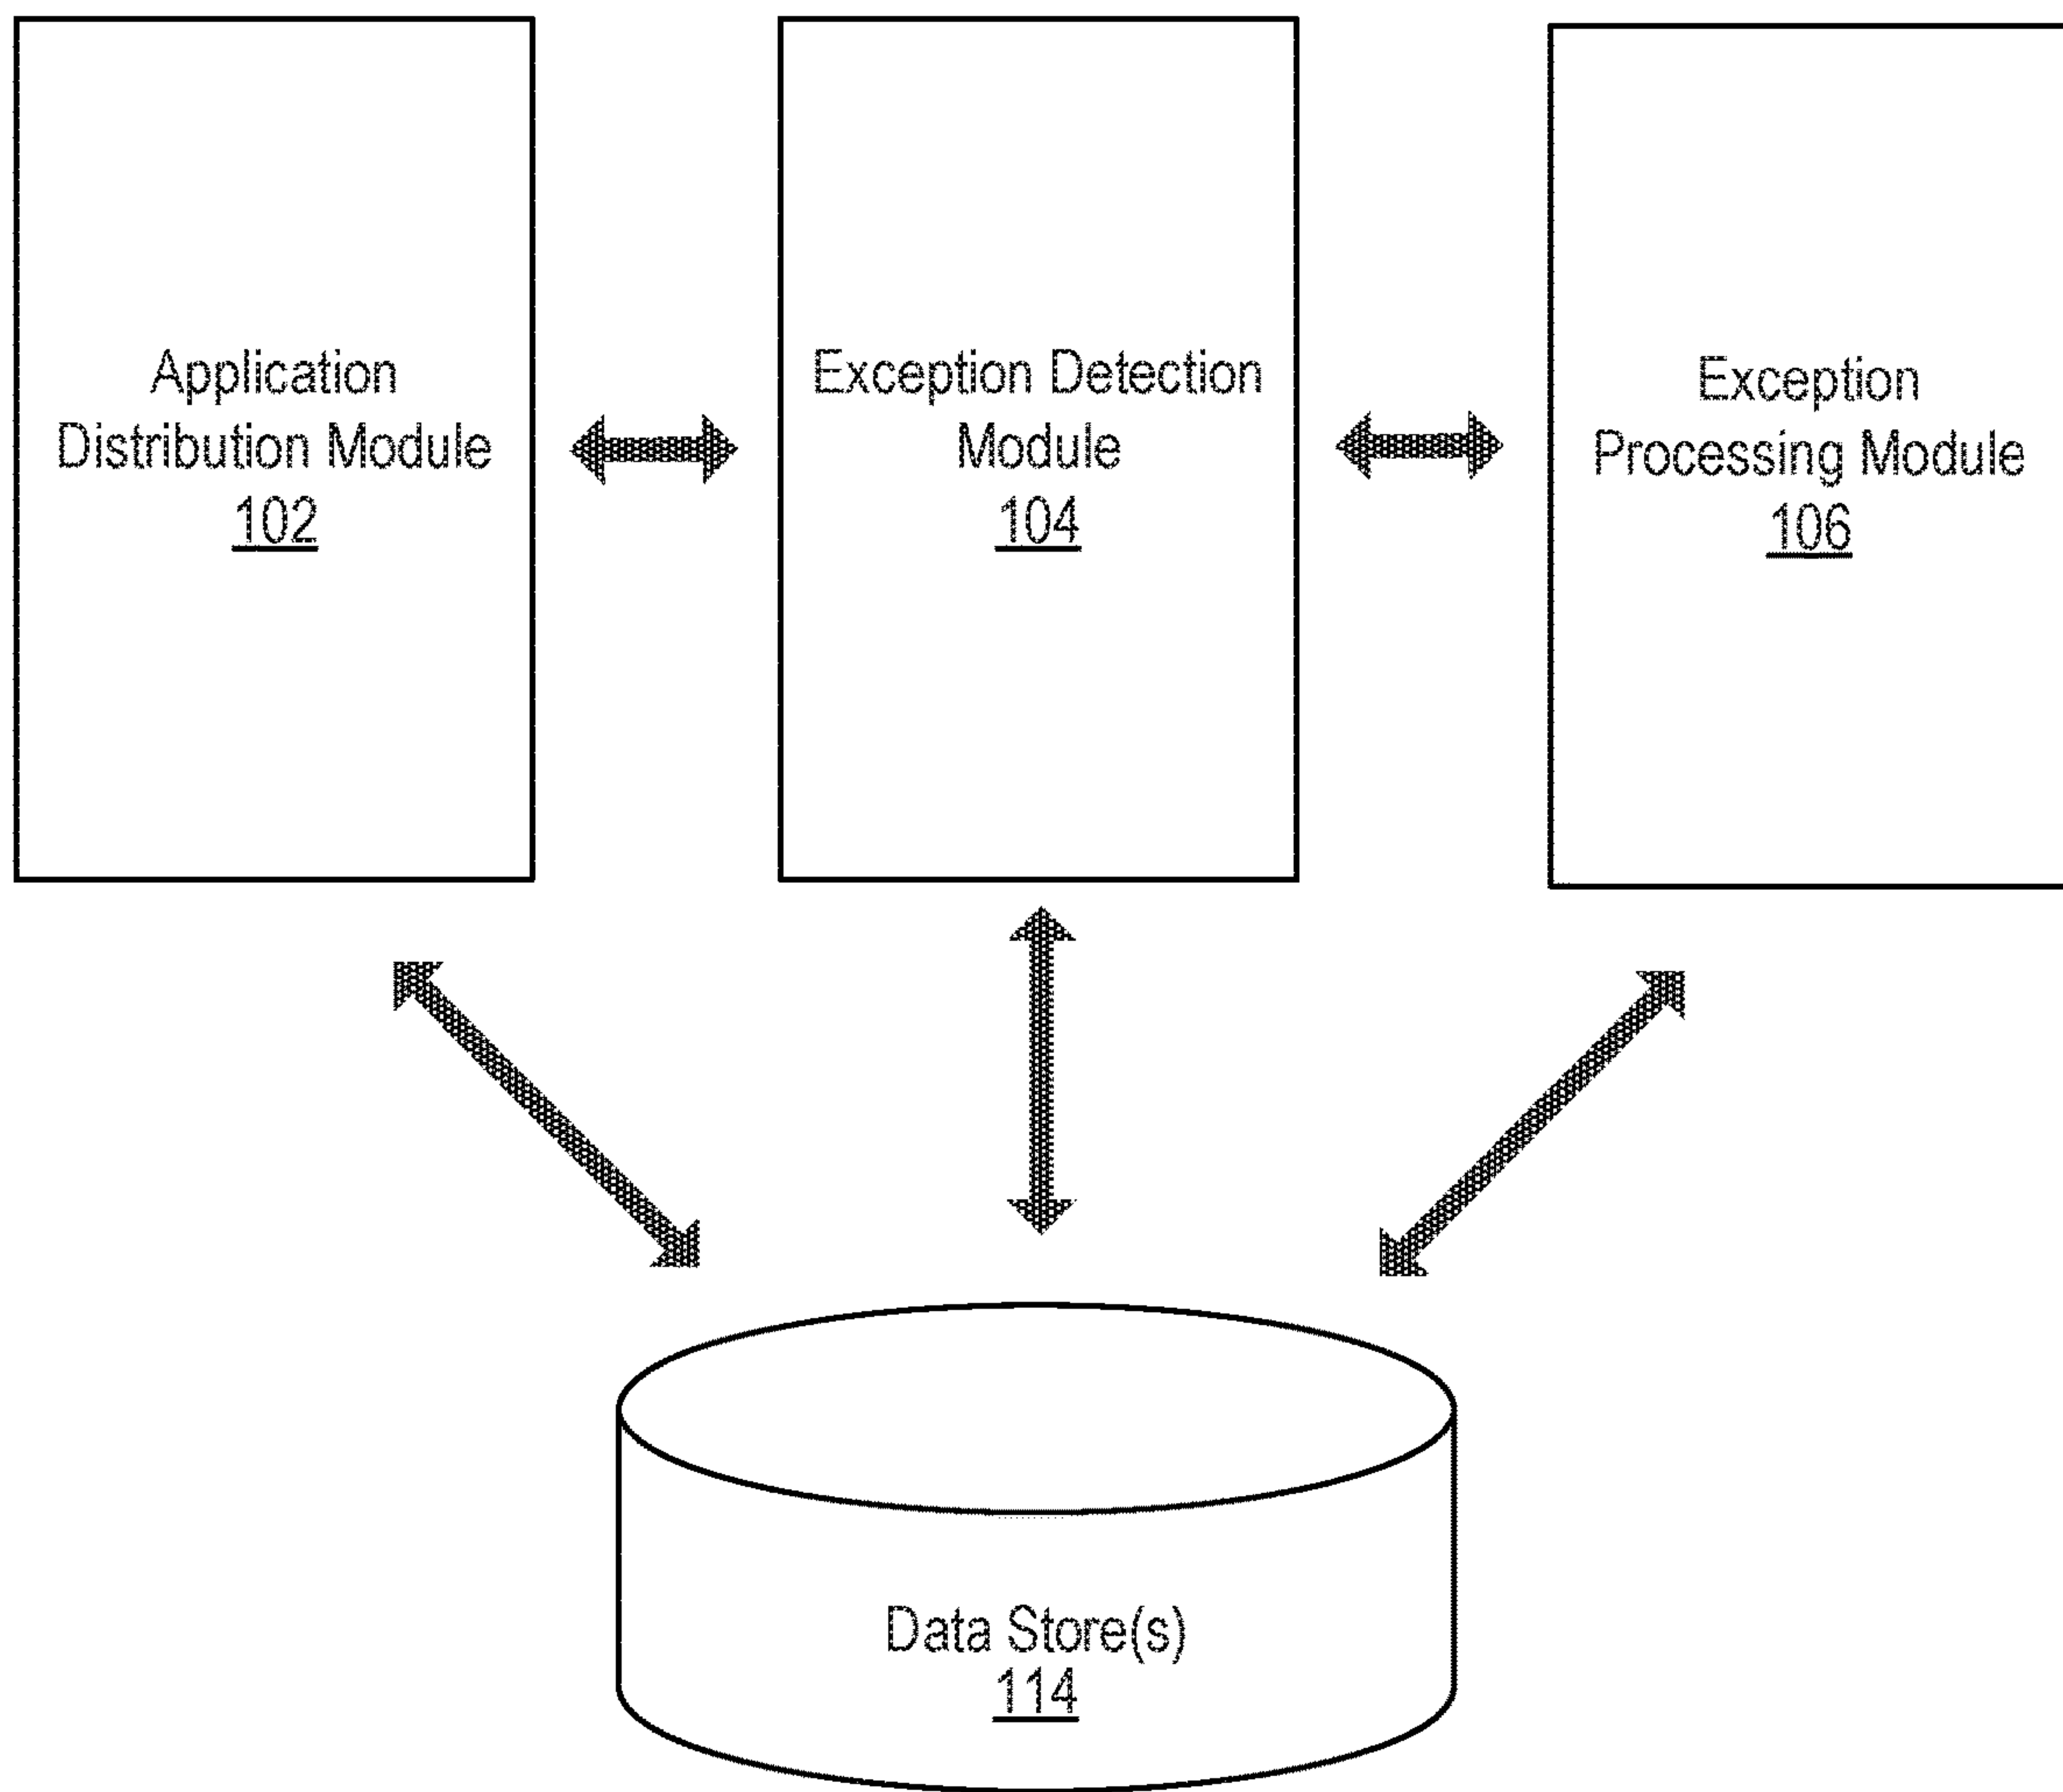 Application
Distribution Module
102
Exception Detection
Module
104
Exception
Processing Module
106
Data Store(s)
114